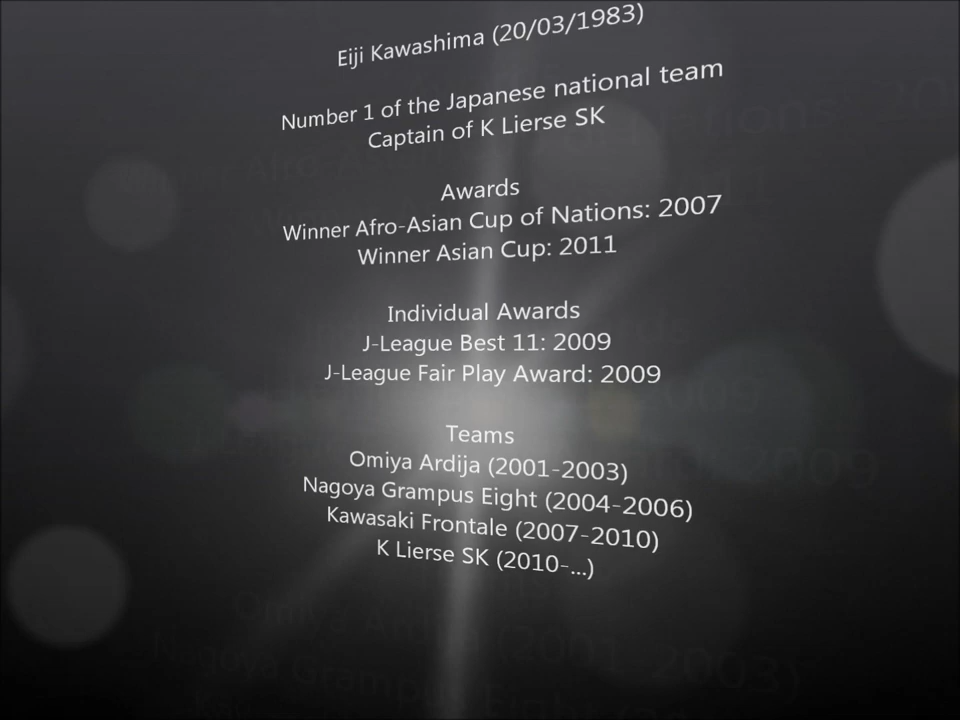 Eiji Kawashima (20/03/1983)
Number 1 of the Japanese national team
Captain of K Lierse SK
Awards
Winner Afro-Asian Cup of Nations: 2007
Winner Asian Cup: 2011
Individual Awards
J-League Best 11: 2009
J-League Fair Play Award: 2009
Teams
Omiya Ardija (2001-2003)
Nagoya Grampus Eight (2004-2006)
Kawasaki Frontale (2007-2010)
K Lierse SK (2010-...)